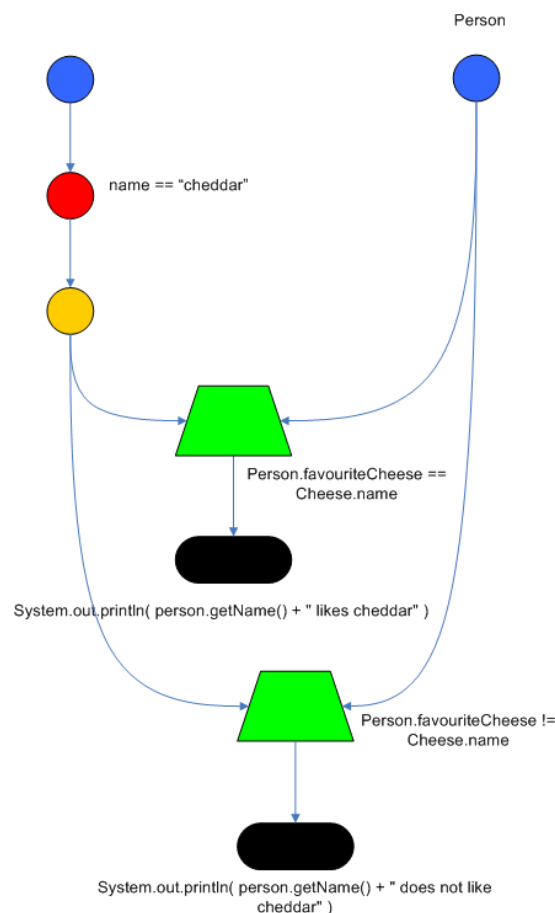 Person
name == “cheddar”
Person.favouriteCheese ==
Cheese.name
System.out.println( person.getName() + " likes cheddar" )
Person.favouriteCheese !=
Cheese.name
System.out.println( person.getName() + " does not like
cheddar" )